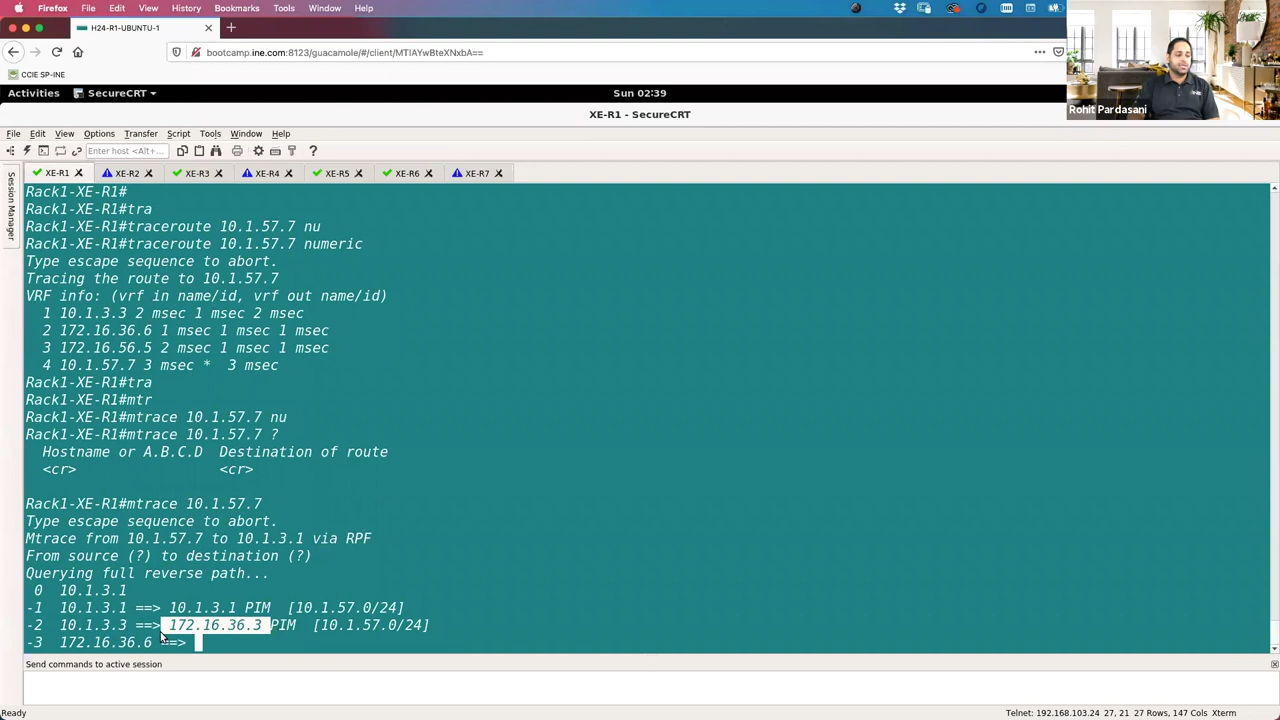 Firefox File Edit View History Bookmarks Tools Window Help
H24-R1-UBUNTU-1
bootcamp.ine.com:8123/guacamole/#/client/MTIAYwBteXNxbA==
CCIE SP-INE
Rohit Pardasani
Activities SecureCRT Sun 02:39
XE-R1 - SecureCRT
File Edit View Options Transfer Script Tools Window Help
Enter host <Alt+...
Session Manager
XE-R1 XE-R2 XE-R3 XE-R4 XE-R5 XE-R6 XE-R7
Rack1-XE-R1#
Rack1-XE-R1#tra
Rack1-XE-R1#traceroute 10.1.57.7 nu
Rack1-XE-R1#traceroute 10.1.57.7 numeric
Type escape sequence to abort.
Tracing the route to 10.1.57.7
VRF info: (vrf in name/id, vrf out name/id)
1 10.1.3.3 2 msec 1 msec 2 msec
2 172.16.36.6 1 msec 1 msec 1 msec
3 172.16.56.5 2 msec 1 msec 1 msec
4 10.1.57.7 3 msec * 3 msec
Rack1-XE-R1#tra
Rack1-XE-R1#mtr
Rack1-XE-R1#mtrace 10.1.57.7 nu
Rack1-XE-R1#mtrace 10.1.57.7 ?
Hostname or A.B.C.D Destination of route
<cr> <cr>
Rack1-XE-R1#mtrace 10.1.57.7
Type escape sequence to abort.
Mtrace from 10.1.57.7 to 10.1.3.1 via RPF
From source (?) to destination (?)
Querying full reverse path...
0 10.1.3.1
-1 10.1.3.1 ==> 10.1.3.1 PIM [10.1.57.0/24]
-2 10.1.3.3 ==> 172.16.36.3 PIM [10.1.57.0/24]
-3 172.16.36.6 ==>
Send commands to active session
Ready Telnet: 192.168.103.24 27, 21 27 Rows, 147 Cols Xterm